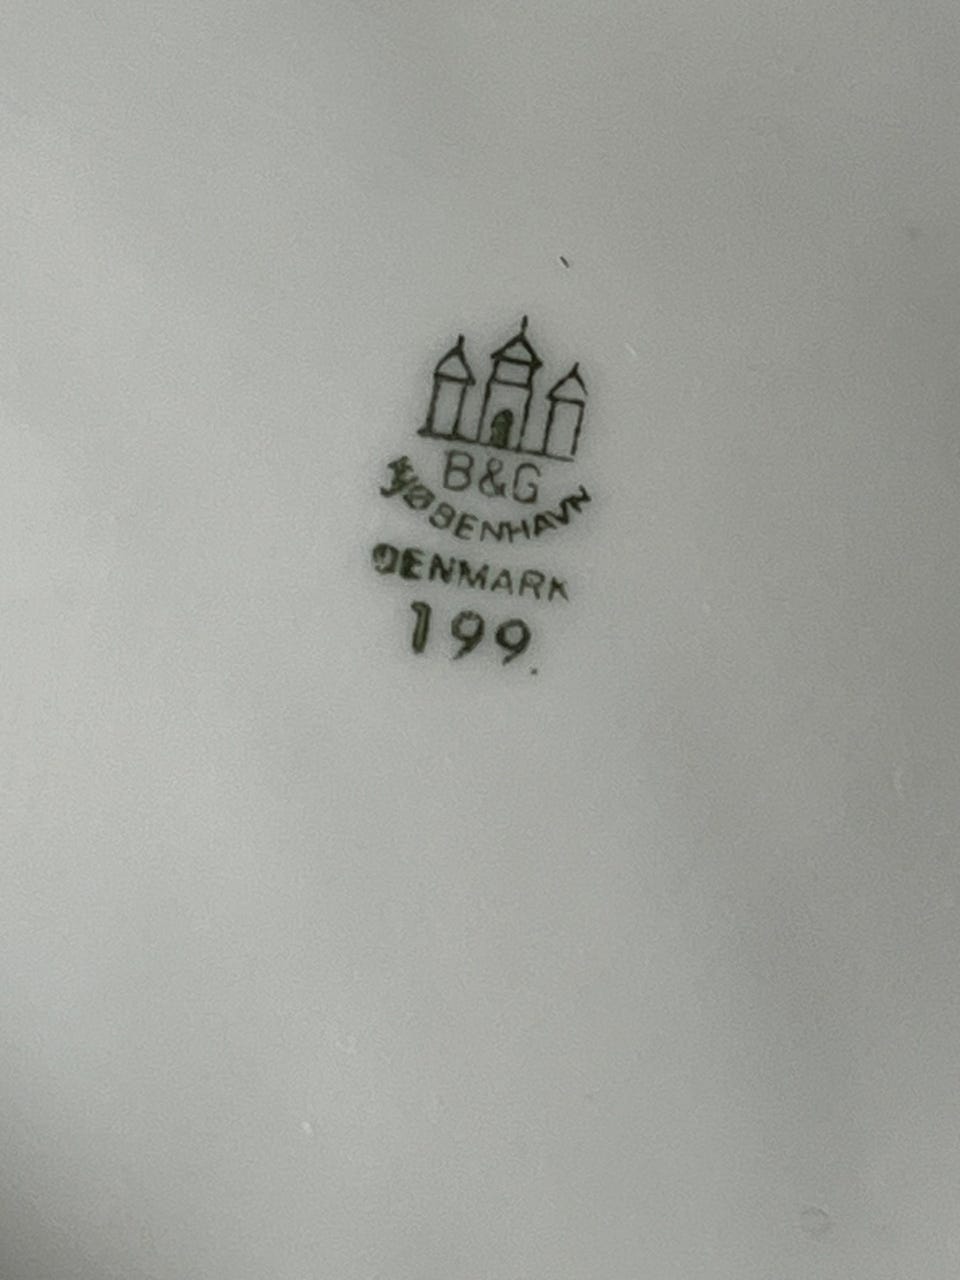 B&G
KJØBENHAVN
DENMARK
199.